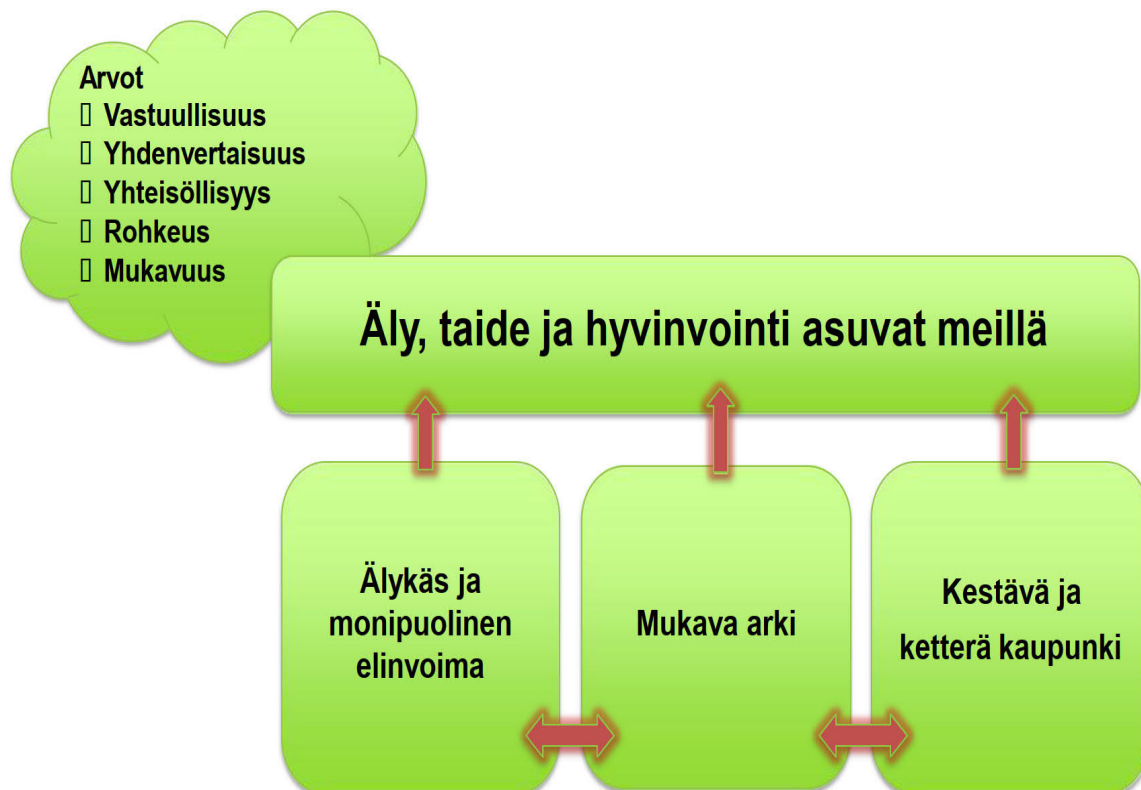 Arvot
▯ Vastuullisuus
▯ Yhdenvertaisuus
▯ Yhteisöllisyys
▯ Rohkeus
▯ Mukavuus
Äly, taide ja hyvinvointi asuvat meillä
Älykäs ja
monipuolinen
elinvoima
Mukava arki
Kestävä ja
ketterä kaupunki